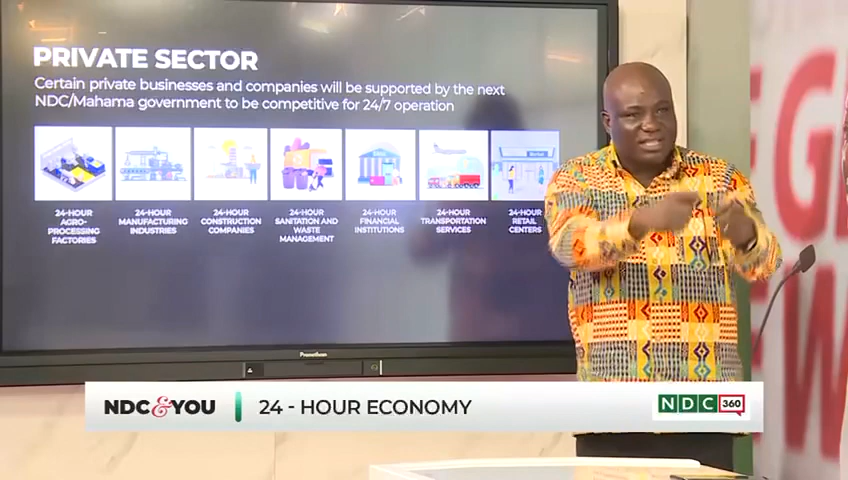 PRIVATE SECTOR
Certain private businesses and companies will be supported by the next
NDC/Mahama government to be competitive for 24/7 operation
24-HOUR
AGRO-
PROCESSING
FACTORIES
24-HOUR
MANUFACTURING
INDUSTRIES
24-HOUR
CONSTRUCTION
COMPANIES
24-HOUR
SANITATION AND
WASTE
MANAGEMENT
24-HOUR
FINANCIAL
INSTITUTIONS
24-HOUR
TRANSPORTATION
SERVICES
24-HOUR
RETAIL
CENTERS
Promethean
NDC&YOU
24 - HOUR ECONOMY
NDC 360